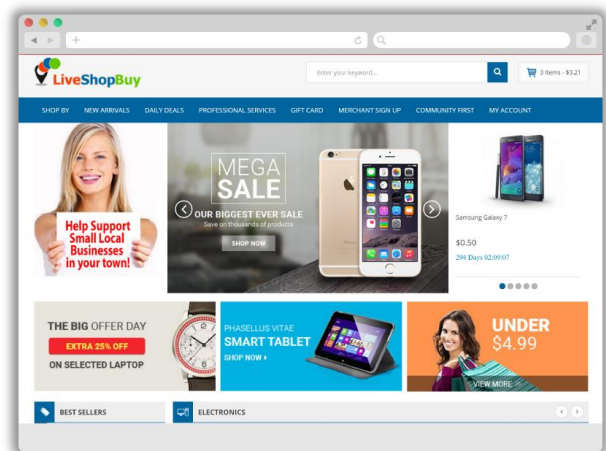 LiveShopBuy
Enter your keyword...
3 Items - $3.21
SHOP BY NEW ARRIVALS DAILY DEALS PROFESSIONAL SERVICES GIFT CARD MERCHANT SIGN UP COMMUNITY FIRST MY ACCOUNT
Help Support
Small Local
Businesses
in your town!
MEGA
SALE
OUR BIGGEST EVER SALE
Save on thousands of products
SHOP NOW
Samsung Galaxy 7
$0.50
294 Days 02:09:07
THE BIG OFFER DAY
EXTRA 25% OFF
ON SELECTED LAPTOP
PHASELLUS VITAE
SMART TABLET
SHOP NOW
UNDER
$4.99
VIEW MORE
BEST SELLERS
ELECTRONICS